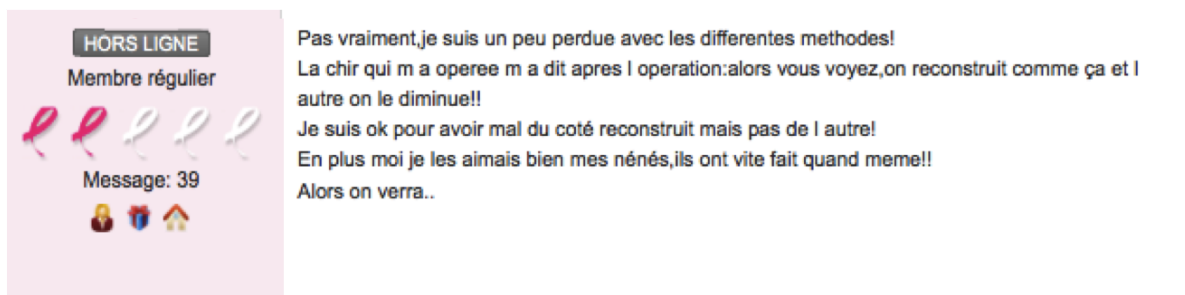 HORS LIGNE
Membre régulier
Message: 39
Pas vraiment,je suis un peu perdue avec les differentes methodes!
La chir qui m a operee m a dit apres l operation:alors vous voyez,on reconstruit comme ça et l
autre on le diminue!!
Je suis ok pour avoir mal du coté reconstruit mais pas de l autre!
En plus moi je les aimais bien mes nénés,ils ont vite fait quand meme!!
Alors on verra..